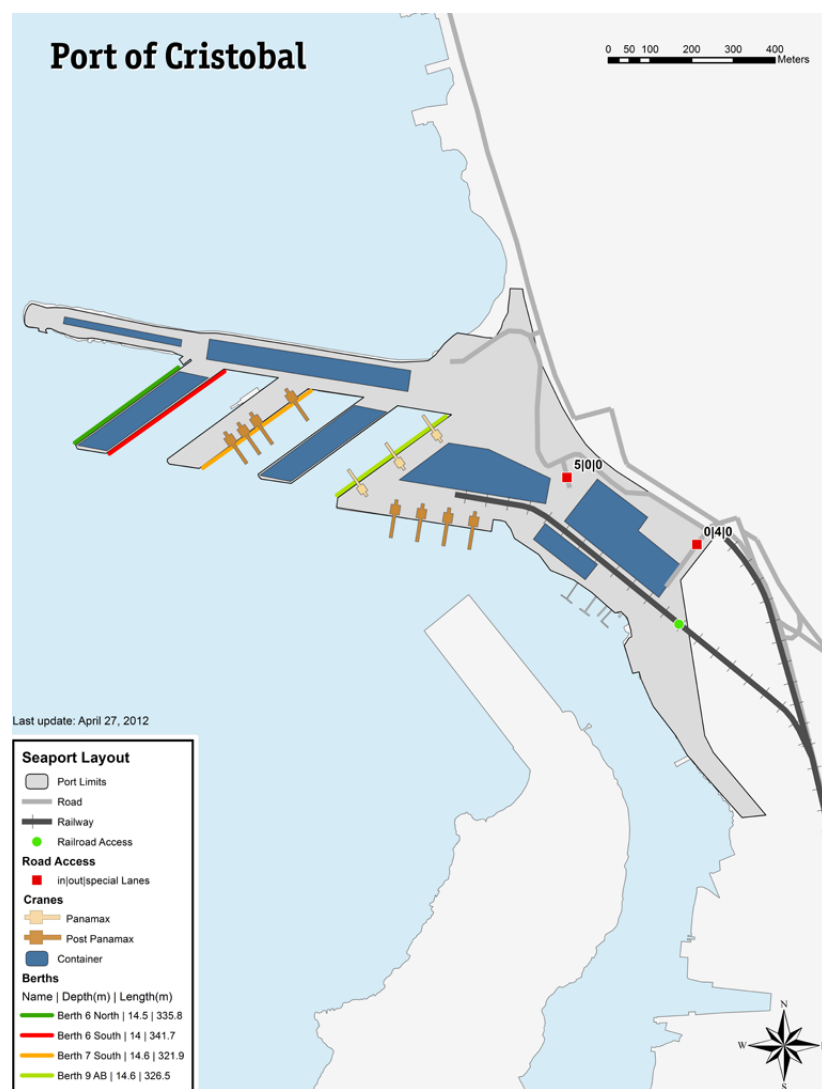 Port of Cristobal
0 50 100 200 300 400
Meters
5|0|0
0|4|0
Last update: April 27, 2012
Seaport Layout
Port Limits
Road
Railway
Railroad Access
Road Access
in|out|special Lanes
Cranes
Panamax
Post Panamax
Container
Berths
Name | Depth(m) | Length(m)
Berth 6 North | 14.5 | 335.8
Berth 6 South | 14 | 341.7
Berth 7 South | 14.6 | 321.9
Berth 9 AB | 14.6 | 326.5
N
W
S